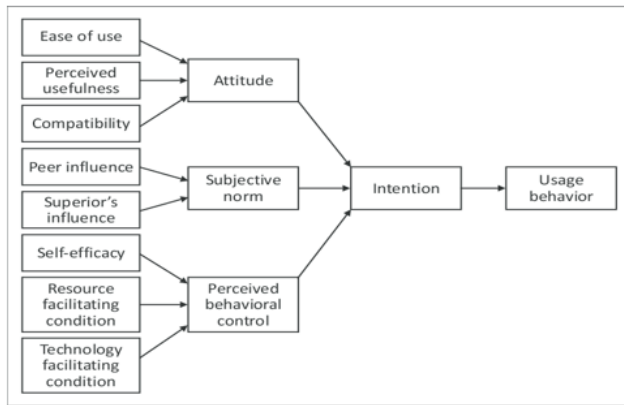 Ease of use
Perceived
usefulness
Compatibility
Attitude
Peer influence
Superior's
influence
Subjective
norm
Self-efficacy
Resource
facilitating
condition
Technology
facilitating
condition
Perceived
behavioral
control
Intention
Usage
behavior